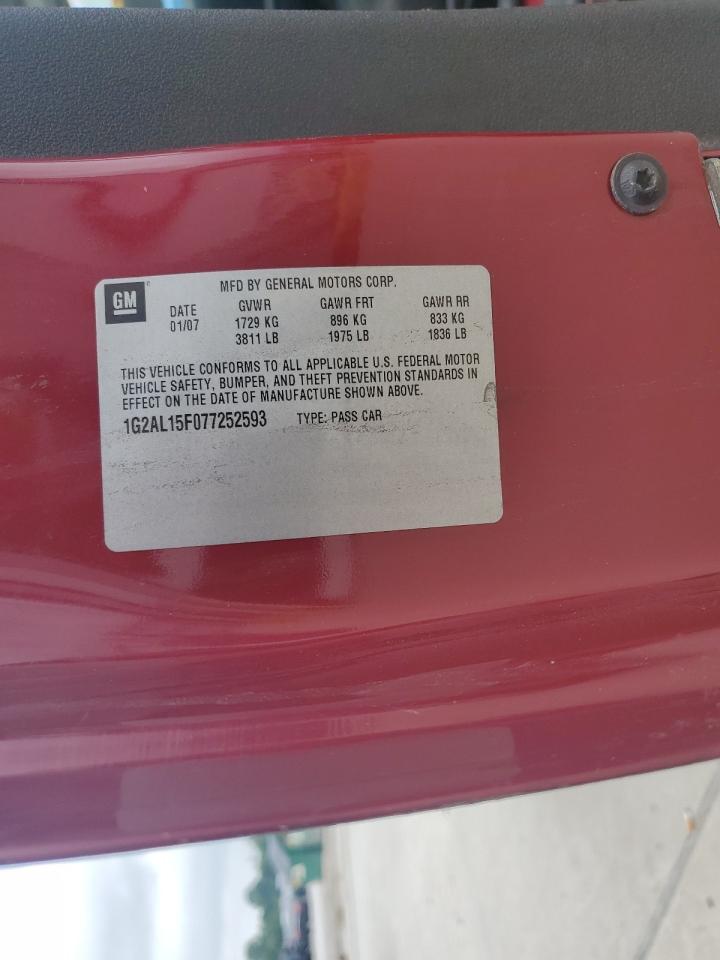 GM
MFD BY GENERAL MOTORS CORP.
DATE GVWR GAWR FRT GAWR RR
01/07 1729 KG 896 KG 833 KG
3811 LB 1975 LB 1836 LB
THIS VEHICLE CONFORMS TO ALL APPLICABLE U.S. FEDERAL MOTOR
VEHICLE SAFETY, BUMPER, AND THEFT PREVENTION STANDARDS IN
EFFECT ON THE DATE OF MANUFACTURE SHOWN ABOVE.
1G2AL15F077252593 TYPE: PASS CAR